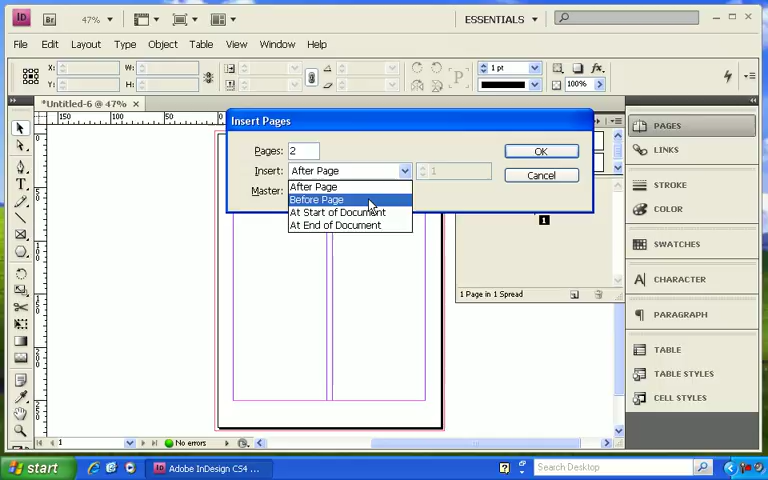 ID Br 47% ESSENTIALS
File Edit Layout Type Object Table View Window Help
X: W: 1 pt
Y: H: 100%
*Untitled-6 @ 47%
150 100 50 0
Insert Pages
Pages: 2 OK
Insert: After Page 1 Cancel
Master:
After Page
Before Page
At Start of Document
At End of Document
1
1 Page in 1 Spread
PAGES
LINKS
STROKE
COLOR
SWATCHES
CHARACTER
PARAGRAPH
TABLE
TABLE STYLES
CELL STYLES
1 No errors
start Adobe InDesign CS4 ... Search Desktop